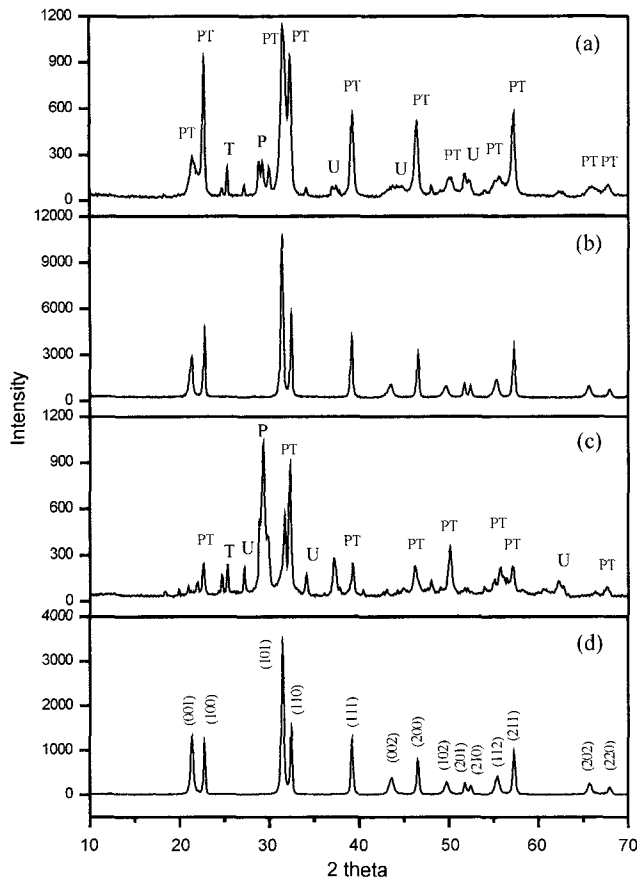 1200
PT
PT
PT
(a)
900
PT
PT
PT
600
PT
T
P
U
U
PT
U
PT
PT
PT
300
0
12000
(b)
9000
6000
3000
0
Intensity
1200
P
(c)
900
PT
600
PT
PT
PT
T
U
U
PT
PT
PT
U
PT
300
0
4000
(d)
3000
(001)
(100)
(101)
(110)
(111)
(002)
(200)
(102)
(201)
(210)
(112)
(211)
(202)
(220)
2000
1000
0
10
20
30
40
50
60
70
2 theta